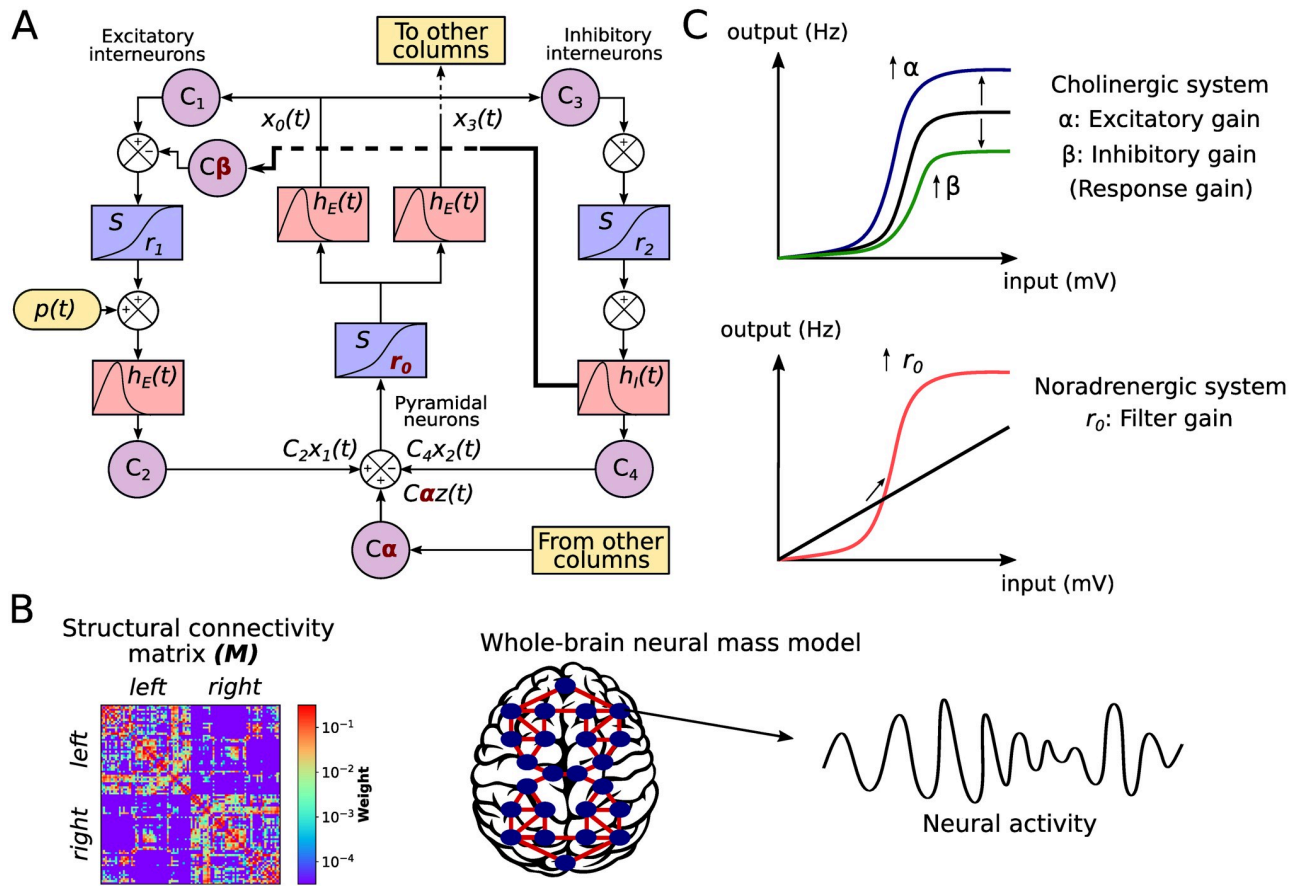 A
Excitatory
interneurons
To other
columns
Inhibitory
interneurons
C1
C3
x0(t)
x3(t)
+
−
+
Cβ
S
r1
hE(t)
hE(t)
S
r2
p(t)
+
+
+
S
r0
hE(t)
hI(t)
Pyramidal
neurons
C2
C2x1(t)
C4x2(t)
C4
+
−
+
Cαz(t)
Cα
From other
columns
B
Structural connectivity
matrix (M)
left right
left
right
10−1
10−2
10−3
10−4
Weight
Whole-brain neural mass model
Neural activity
C
output (Hz)
↑ α
↑ β
input (mV)
Cholinergic system
α: Excitatory gain
β: Inhibitory gain
(Response gain)
output (Hz)
↑ r0
input (mV)
Noradrenergic system
r0: Filter gain